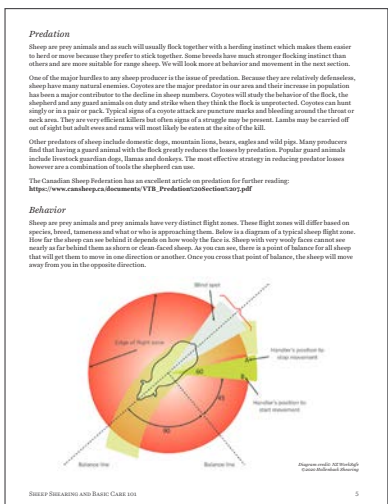 Predation
Sheep are prey animals and as such will usually flock together with a herding instinct which makes them easier
to herd or move because they prefer to stick together. Some breeds have much stronger flocking instinct than
others and are more suitable for range sheep. We will look more at behavior and movement in the next section.
One of the major hurdles to any sheep producer is the issue of predation. Because they are relatively defenseless,
sheep have many natural enemies. Coyotes are the major predator in our area and their increase in population
has been a major contributor to the decline in sheep numbers. Coyotes will study the behavior of the flock, the
shepherd and any guard animals on duty and strike when they think the flock is unprotected. Coyotes can hunt
singly or in a pair or pack. Typical signs of a coyote attack are puncture marks and bleeding around the throat or
neck area. They are very efficient killers but often signs of a struggle may be present. Lambs may be carried off
out of sight but adult ewes and rams will most likely be eaten at the site of the kill.
Other predators of sheep include domestic dogs, mountain lions, bears, eagles and wild pigs. Many producers
find that having a guard animal with the flock greatly reduces the losses by predation. Popular guard animals
include livestock guardian dogs, llamas and donkeys. The most effective strategy in reducing predator losses
however are a combination of tools the shepherd can use.
The Canadian Sheep Federation has an excellent article on predation for further reading:
https://www.cansheep.ca/documents/VTB_Predation%20Section%207.pdf
Behavior
Sheep are prey animals and prey animals have very distinct flight zones. These flight zones will differ based on
species, breed, tameness and what or who is approaching them. Below is a diagram of a typical sheep flight zone.
How far the sheep can see behind it depends on how wooly the face is. Sheep with very wooly faces cannot see
nearly as far behind them as shorn or clean-faced sheep. As you can see, there is a point of balance for all sheep
that will get them to move in one direction or another. Once you cross that point of balance, the sheep will move
away from you in the opposite direction.
Blind spot
Edge of flight zone
Handler's position to
stop movement
A
60
B
45
Handler's position to
start movement
90
Balance line
Balance line
Diagram credit: NZ WorkSafe
SHEEP SHEARING AND BASIC CARE 101
5